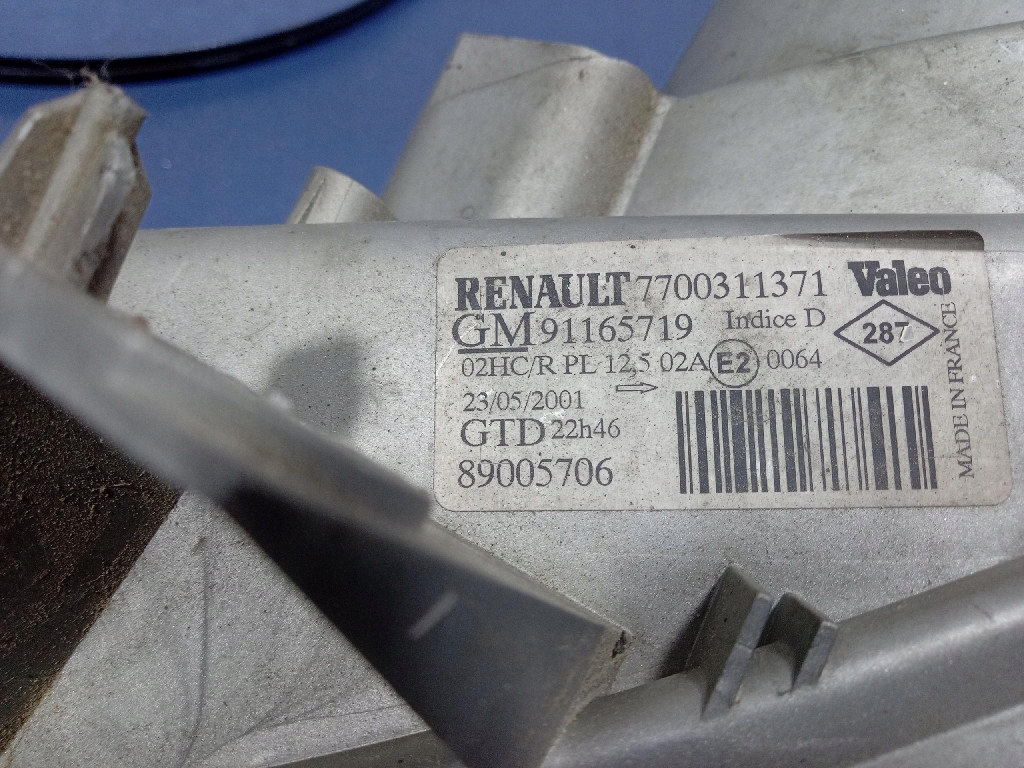 RENAULT 7700311371 Valeo
GM 91165719 Indice D 287
02HC/R PL 12,5 02A E2 0064
23/05/2001
GTD 22h46
89005706
MADE IN FRANCE